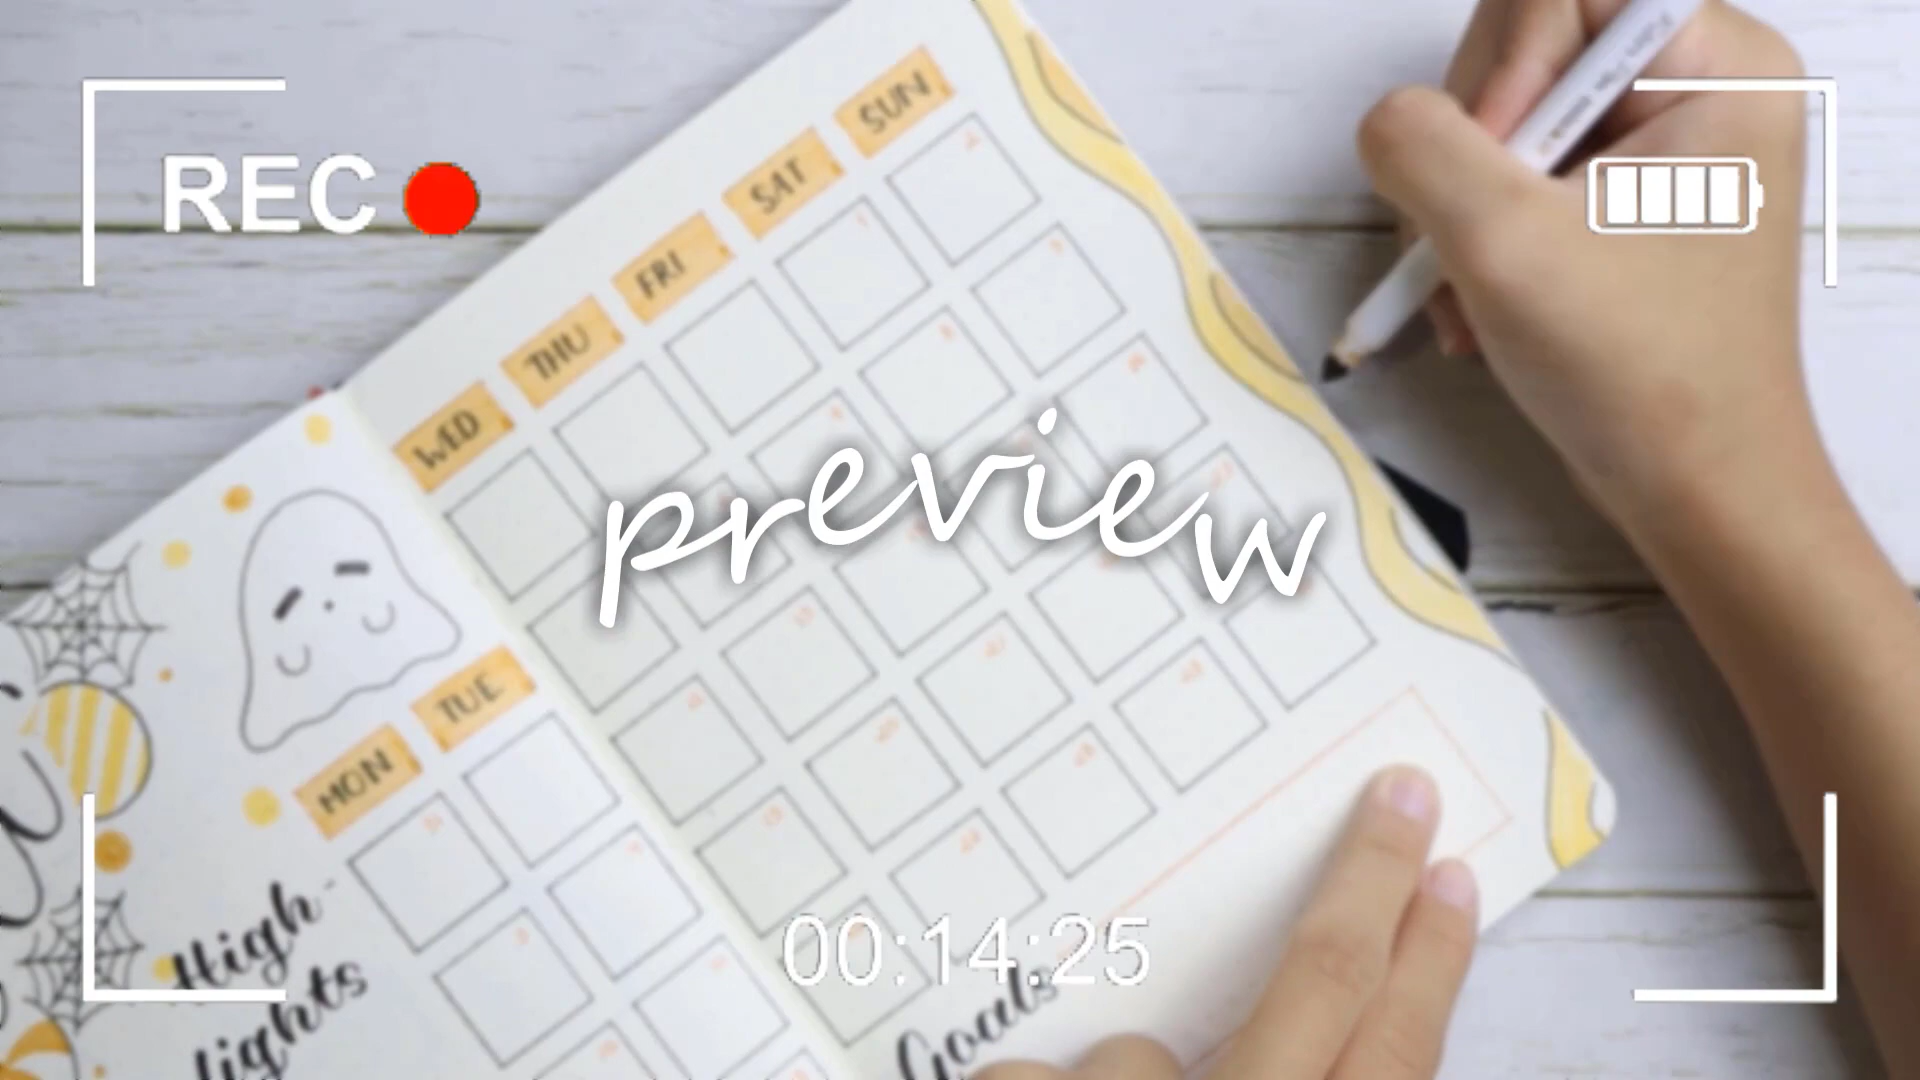 REC
SUN
SAT
FRI
THU
WED
preview
TUE
MON
High-
lights
00:14:25
Goals